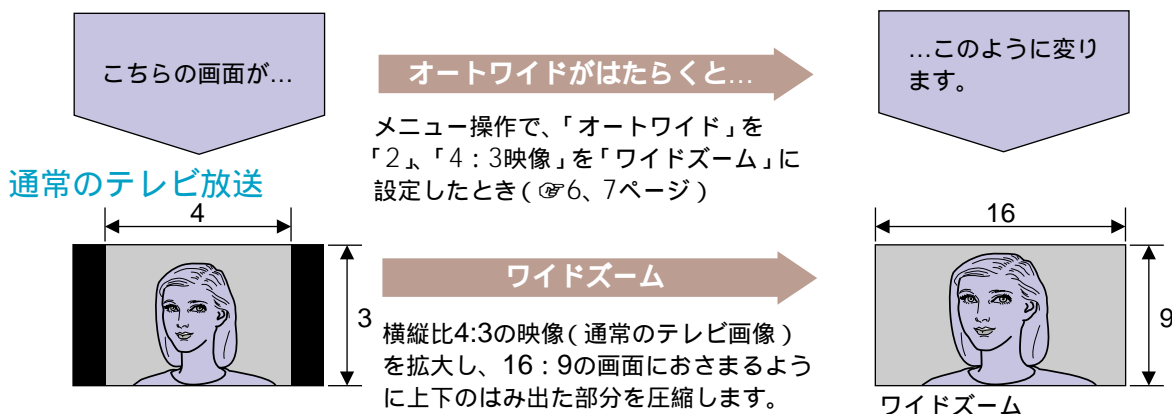 こちらの画面が…
オートワイドがはたらくと…
…このように変り
ます。
メニュー操作で、「オートワイド」を
「2」、「4：3映像」を「ワイドズーム」に
設定したとき（☞6、7ページ）
通常のテレビ放送
4
3
ワイドズーム
横縦比4:3の映像（通常のテレビ画像）
を拡大し、16：9の画面におさまるよう
に上下のはみ出た部分を圧縮します。
16
9
ワイドズーム